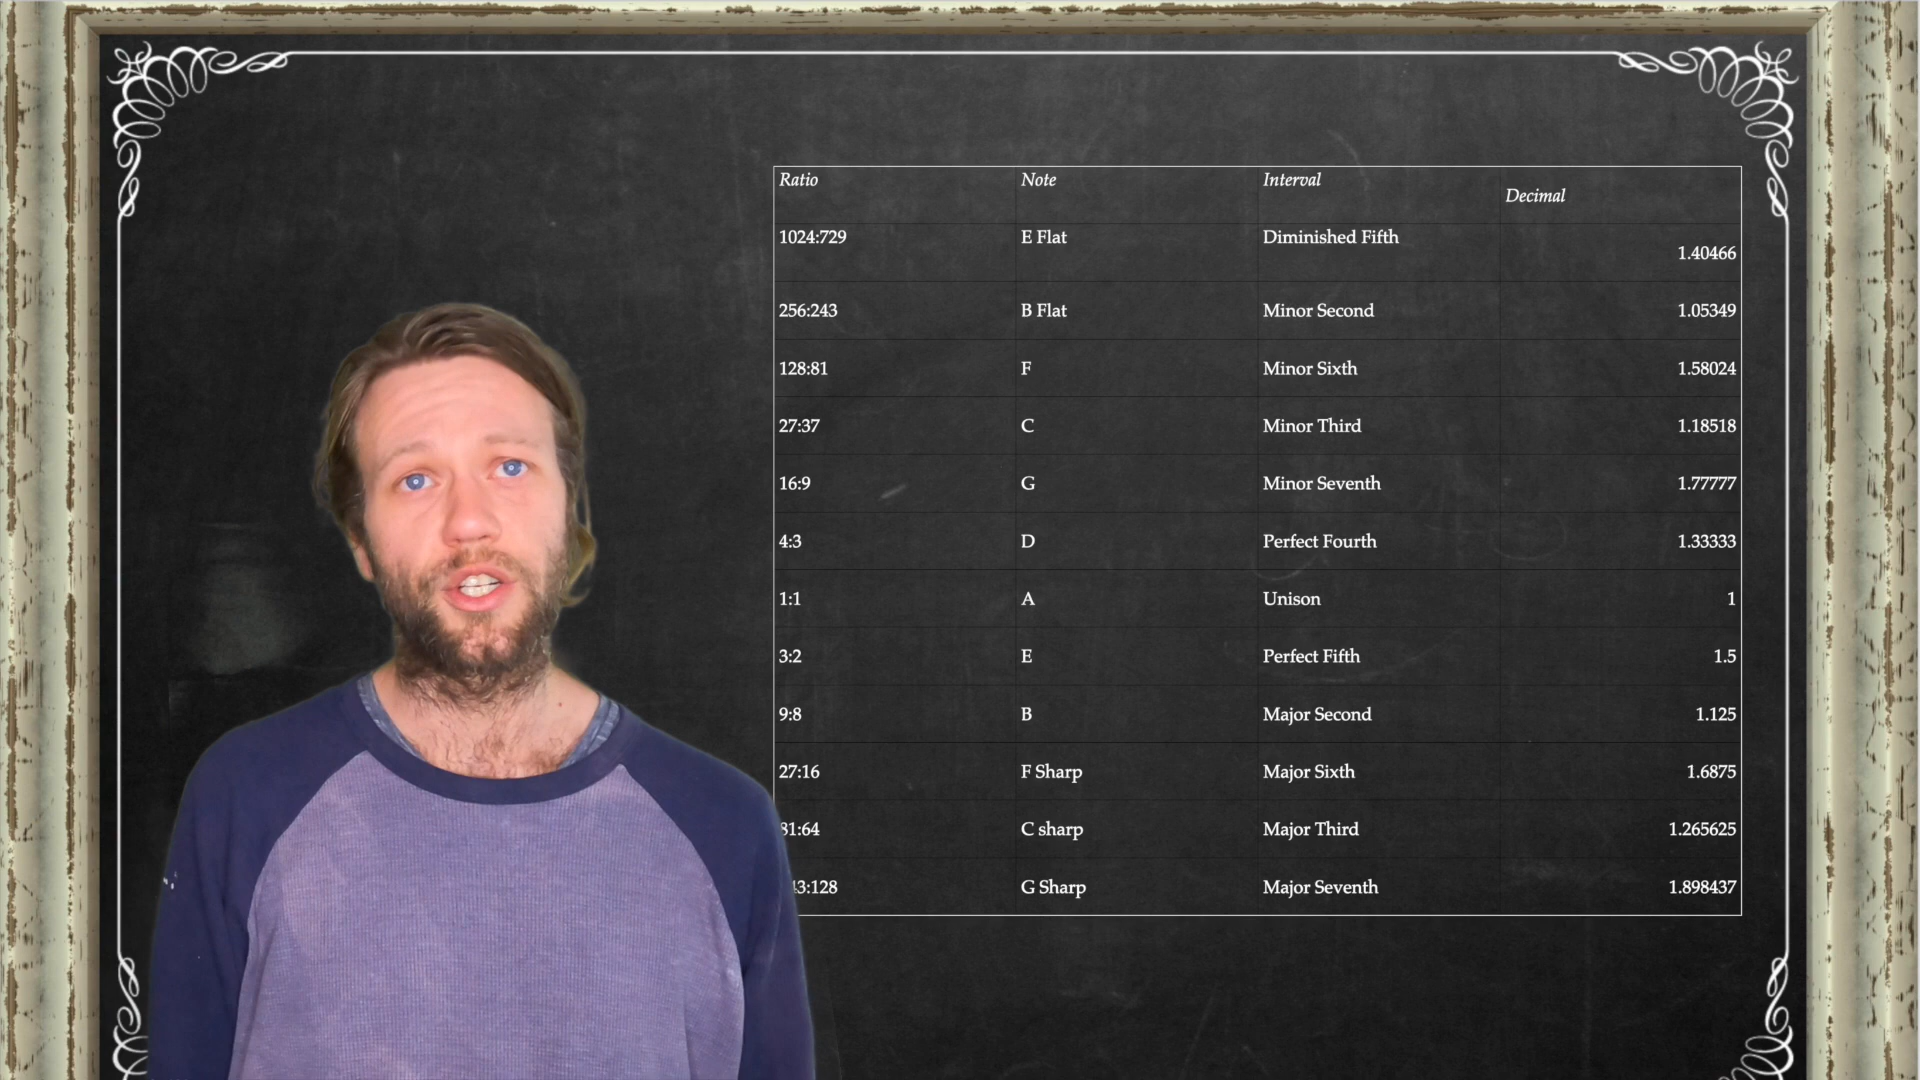 Ratio Note Interval Decimal
1024:729 E Flat Diminished Fifth 1.40466
256:243 B Flat Minor Second 1.05349
128:81 F Minor Sixth 1.58024
27:37 C Minor Third 1.18518
16:9 G Minor Seventh 1.77777
4:3 D Perfect Fourth 1.33333
1:1 A Unison 1
3:2 E Perfect Fifth 1.5
9:8 B Major Second 1.125
27:16 F Sharp Major Sixth 1.6875
81:64 C sharp Major Third 1.265625
43:128 G Sharp Major Seventh 1.898437